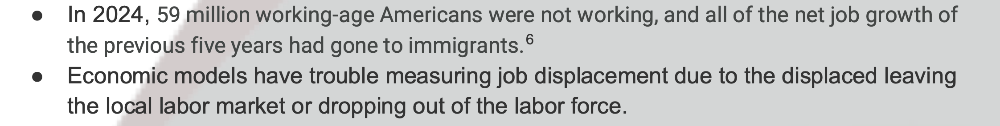 ● In 2024, 59 million working-age Americans were not working, and all of the net job growth of
the previous five years had gone to immigrants.⁶
● Economic models have trouble measuring job displacement due to the displaced leaving
the local labor market or dropping out of the labor force.